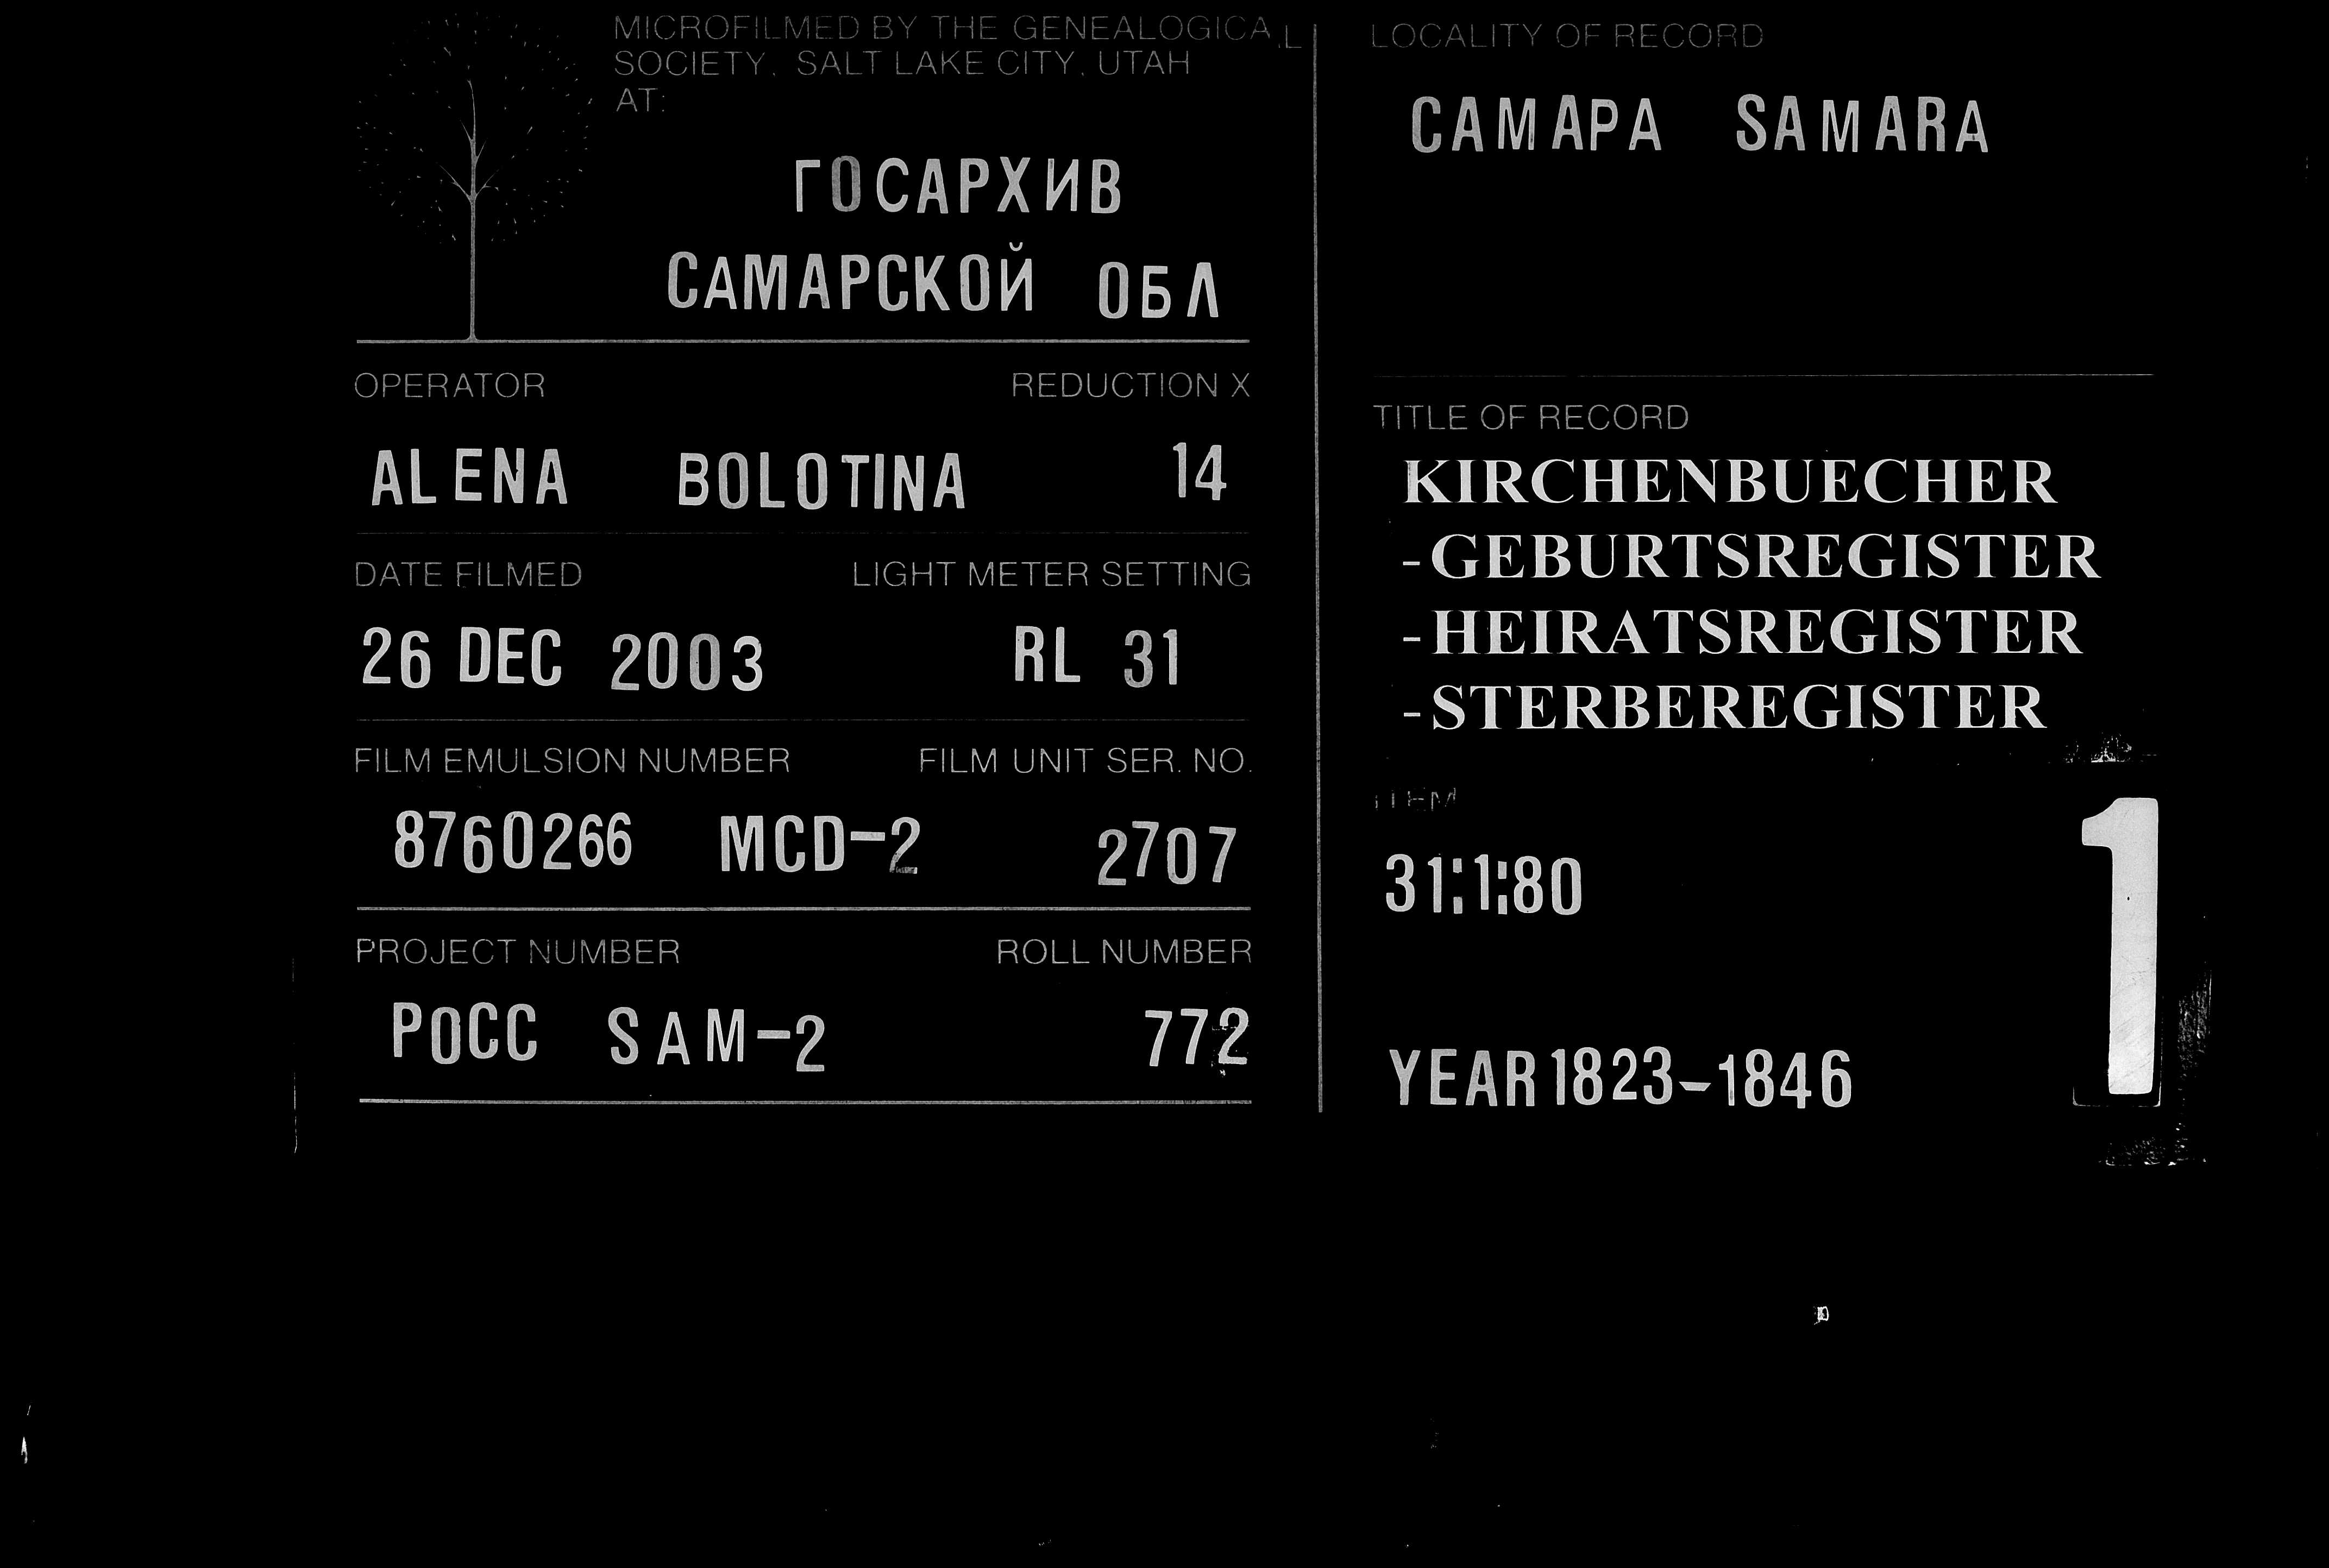 MICROFILMED BY THE GENEALOGICAL
SOCIETY, SALT LAKE CITY, UTAH
AT:
ГОСАРХИВ
САМАРСКОЙ ОБЛ
OPERATOR REDUCTION X
ALENA BOLOTINA 14
DATE FILMED LIGHT METER SETTING
26 DEC 2003 RL 31
FILM EMULSION NUMBER FILM UNIT SER. NO.
8760266 MCD-2 2707
PROJECT NUMBER ROLL NUMBER
РОСС SAM-2 772
LOCALITY OF RECORD
САМАРА SAMARA
TITLE OF RECORD
KIRCHENBUECHER
-GEBURTSREGISTER
-HEIRATSREGISTER
-STERBEREGISTER
ITEM
1
31:1:80
YEAR 1823-1846